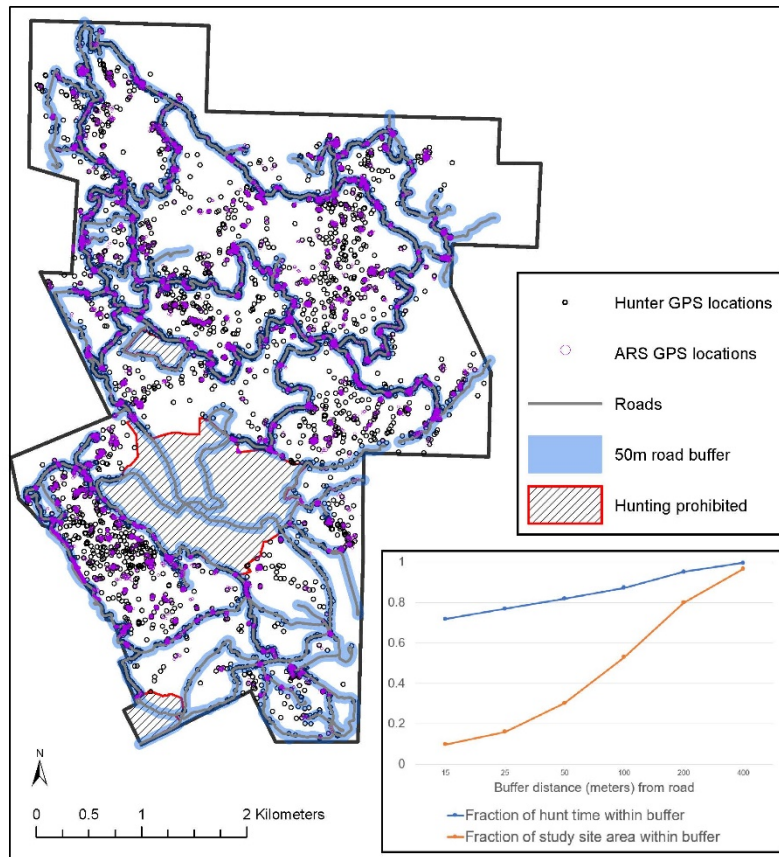 Hunter GPS locations
ARS GPS locations
Roads
50m road buffer
Hunting prohibited
N
0 0.5 1 2 Kilometers
1
0.8
0.6
0.4
0.2
0
15 25 50 100 200 400
Buffer distance (meters) from road
Fraction of hunt time within buffer
Fraction of study site area within buffer